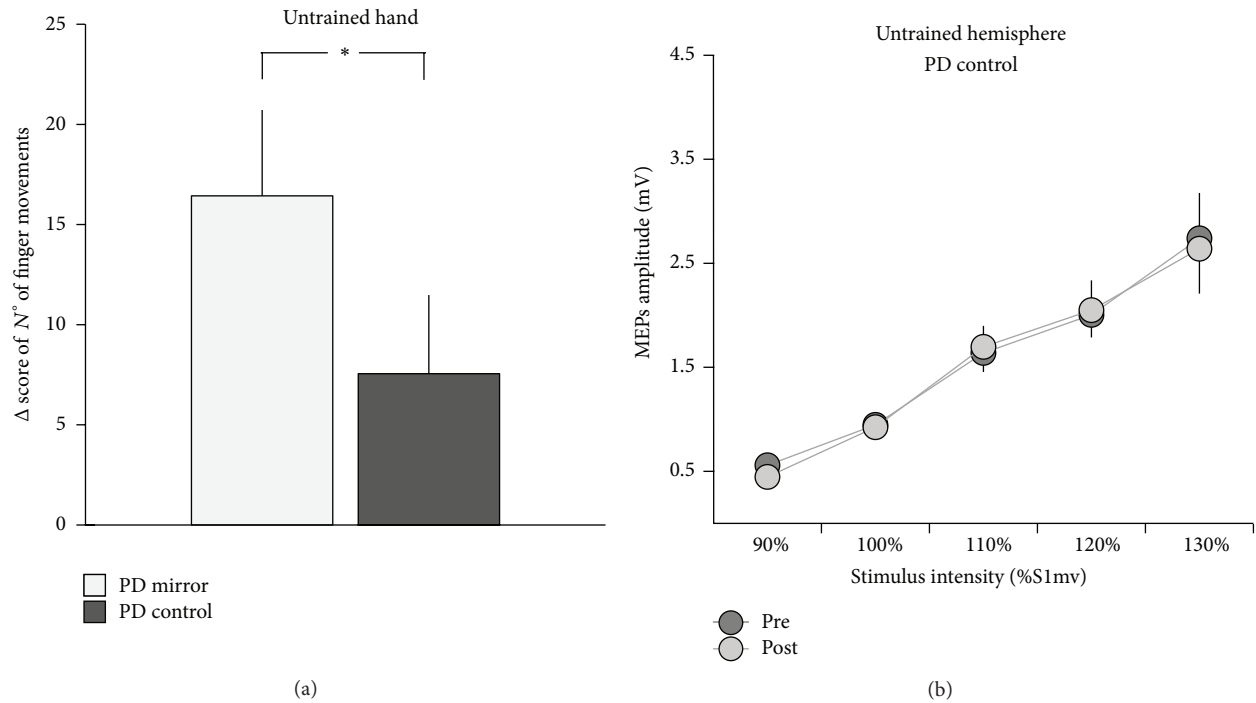 Untrained hand
*
25
20
15
10
5
0
Δ score of N° of finger movements
PD mirror
PD control
(a)
Untrained hemisphere
PD control
4.5
3.5
2.5
1.5
0.5
MEPs amplitude (mV)
90% 100% 110% 120% 130%
Stimulus intensity (%S1mv)
Pre
Post
(b)